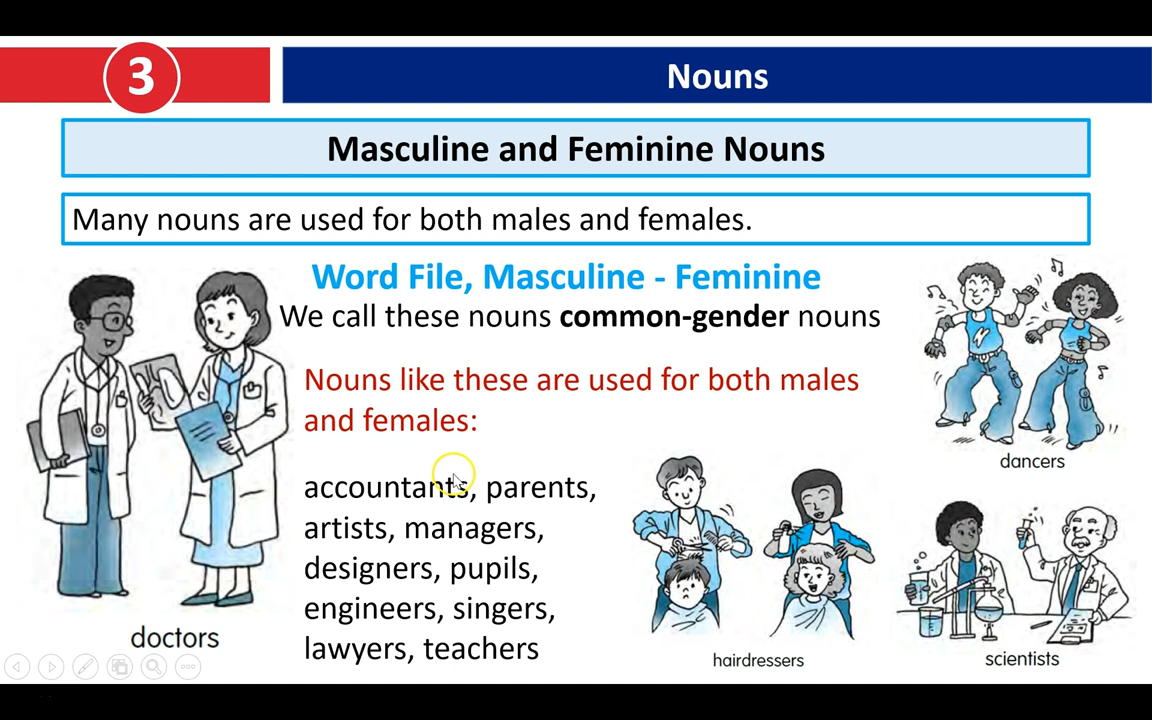 3
Nouns
Masculine and Feminine Nouns
Many nouns are used for both males and females.
Word File, Masculine - Feminine
We call these nouns common-gender nouns
Nouns like these are used for both males
and females:
accountants, parents,
artists, managers,
designers, pupils,
engineers, singers,
lawyers, teachers
doctors
dancers
hairdressers
scientists